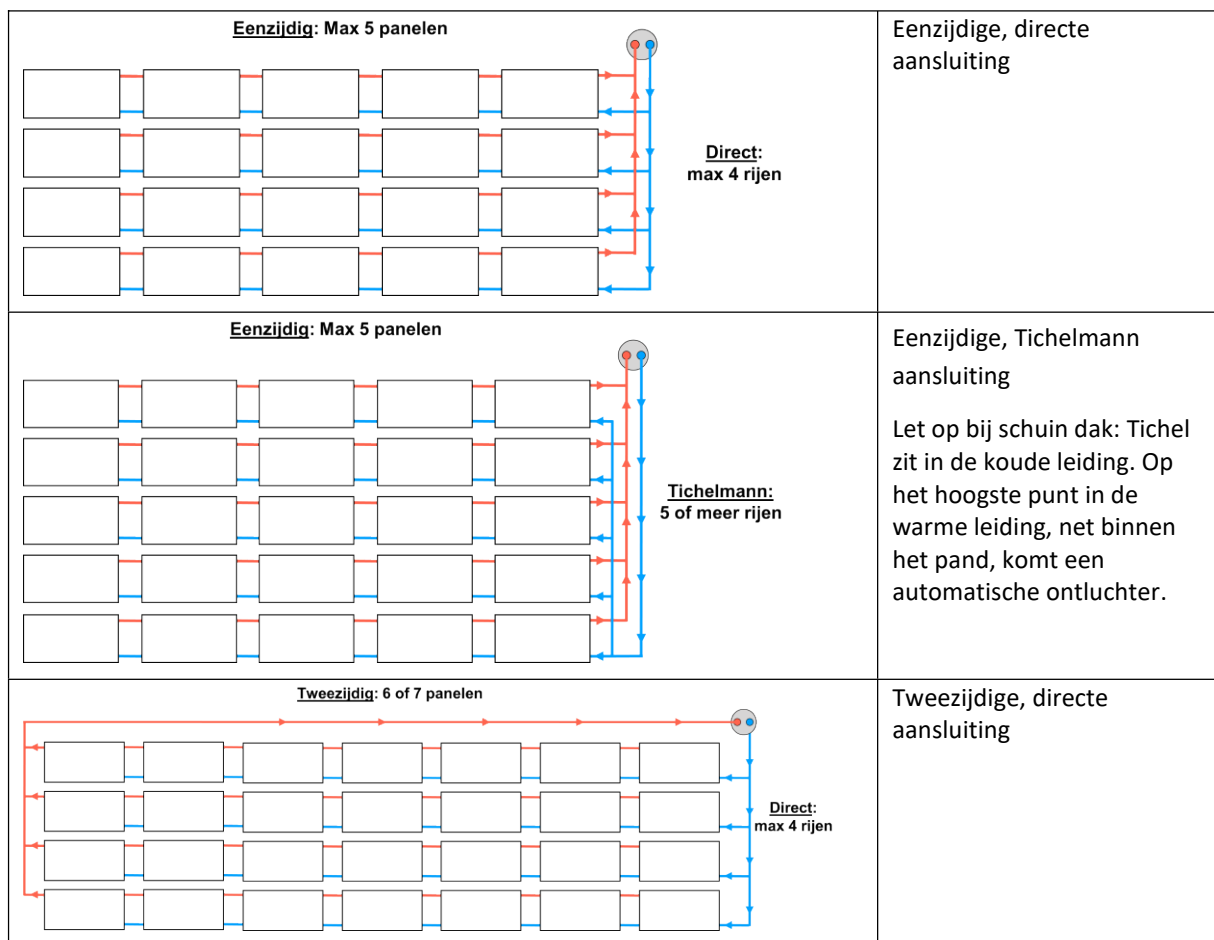 Eenzijdig: Max 5 panelen
Direct:
max 4 rijen
Eenzijdige, directe
aansluiting
Eenzijdig: Max 5 panelen
Tichelmann:
5 of meer rijen
Eenzijdige, Tichelmann
aansluiting
Let op bij schuin dak: Tichel
zit in de koude leiding. Op
het hoogste punt in de
warme leiding, net binnen
het pand, komt een
automatische ontluchter.
Tweezijdig: 6 of 7 panelen
Direct:
max 4 rijen
Tweezijdige, directe
aansluiting